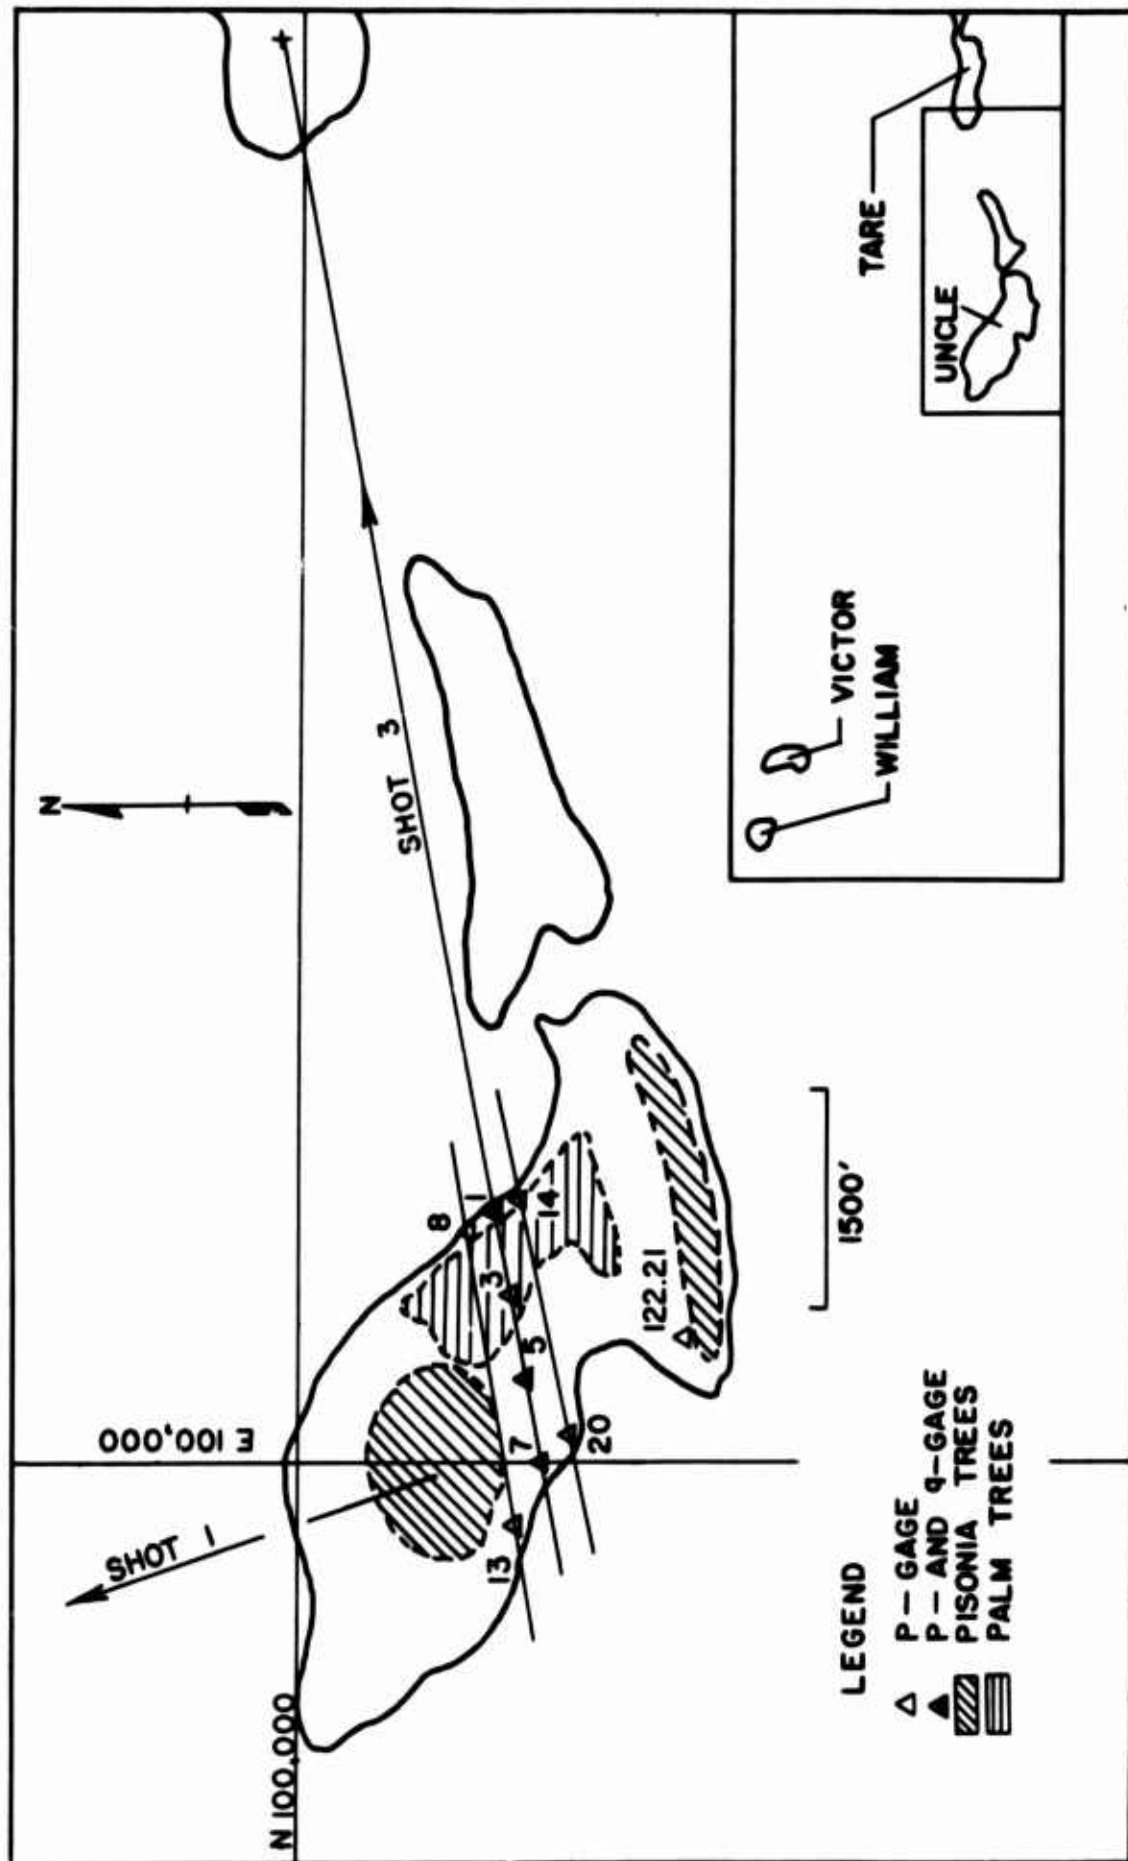 N
E 100,000
N 100,000
SHOT 1
SHOT 3
8
1
14
3
5
7
20
13
122.21
1500'
LEGEND
P-GAGE
P- AND q-GAGE
PISONIA TREES
PALM TREES
TARE
UNCLE
VICTOR
WILLIAM